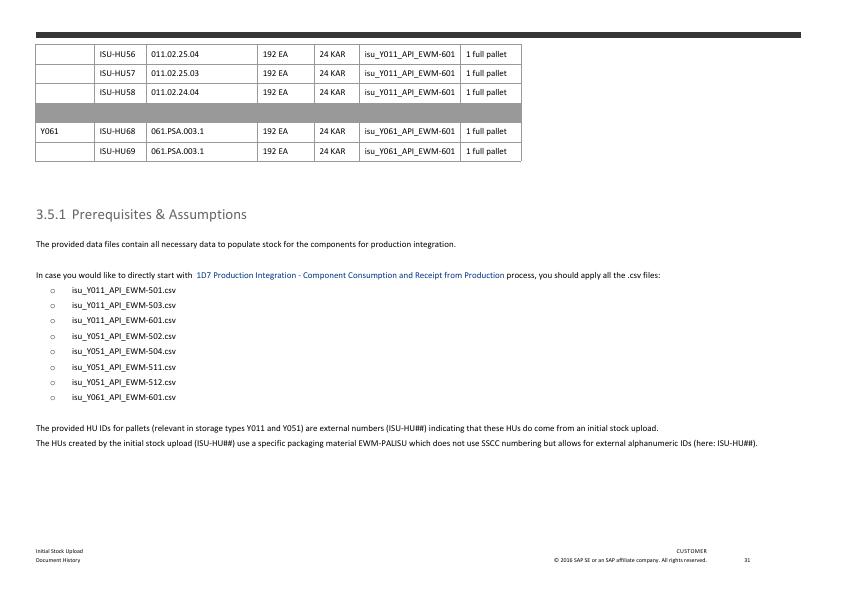 ISU-HU56 011.02.25.04 192 EA 24 KAR isu_Y011_API_EWM-601 1 full pallet
ISU-HU57 011.02.25.03 192 EA 24 KAR isu_Y011_API_EWM-601 1 full pallet
ISU-HU58 011.02.24.04 192 EA 24 KAR isu_Y011_API_EWM-601 1 full pallet
Y061 ISU-HU68 061.PSA.003.1 192 EA 24 KAR isu_Y061_API_EWM-601 1 full pallet
ISU-HU69 061.PSA.003.1 192 EA 24 KAR isu_Y061_API_EWM-601 1 full pallet
3.5.1 Prerequisites & Assumptions
The provided data files contain all necessary data to populate stock for the components for production integration.
In case you would like to directly start with 1D7 Production Integration - Component Consumption and Receipt from Production process, you should apply all the .csv files:
o isu_Y011_API_EWM-501.csv
o isu_Y011_API_EWM-503.csv
o isu_Y011_API_EWM-601.csv
o isu_Y051_API_EWM-502.csv
o isu_Y051_API_EWM-504.csv
o isu_Y051_API_EWM-511.csv
o isu_Y051_API_EWM-512.csv
o isu_Y061_API_EWM-601.csv
The provided HU IDs for pallets (relevant in storage types Y011 and Y051) are external numbers (ISU-HU##) indicating that these HUs do come from an initial stock upload.
The HUs created by the initial stock upload (ISU-HU##) use a specific packaging material EWM-PALISU which does not use SSCC numbering but allows for external alphanumeric IDs (here: ISU-HU##).
Initial Stock Upload CUSTOMER
Document History © 2016 SAP SE or an SAP affiliate company. All rights reserved. 31